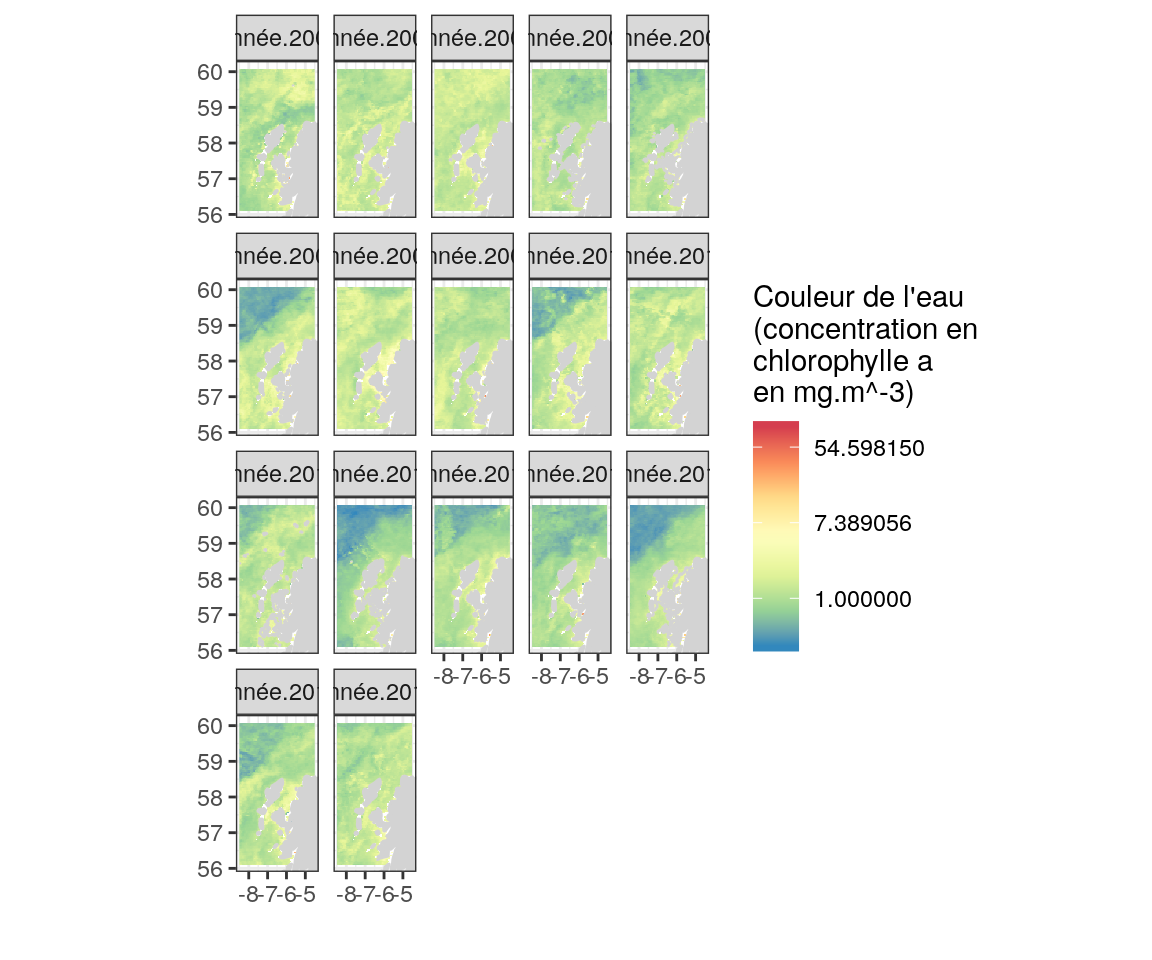 nnée.200 nnée.200 nnée.200 nnée.200 nnée.200
60
59
58
57
56
nnée.200 nnée.200 nnée.200 nnée.201 nnée.201
60
59
58
57
56
nnée.201 nnée.201 nnée.201 nnée.201 nnée.201
60
59
58
57
56
-8 -7 -6 -5 -8 -7 -6 -5 -8 -7 -6 -5
nnée.201 nnée.201
60
59
58
57
56
-8 -7 -6 -5 -8 -7 -6 -5
Couleur de l'eau
(concentration en
chlorophylle a
en mg.m^-3)
54.598150
7.389056
1.000000